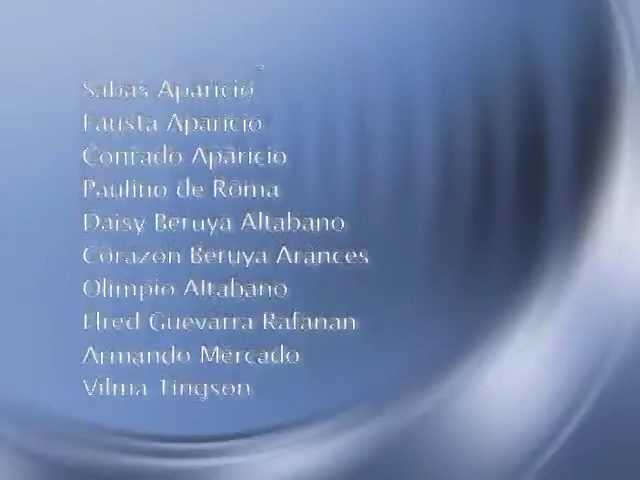 Sabas Aparicio
Fausta Aparicio
Conrado Aparicio
Paulino de Roma
Daisy Beruya Altabano
Corazon Beruya Arances
Olimpio Altabano
Elred Guevarra Rafanan
Armando Mercado
Vilma Tingson